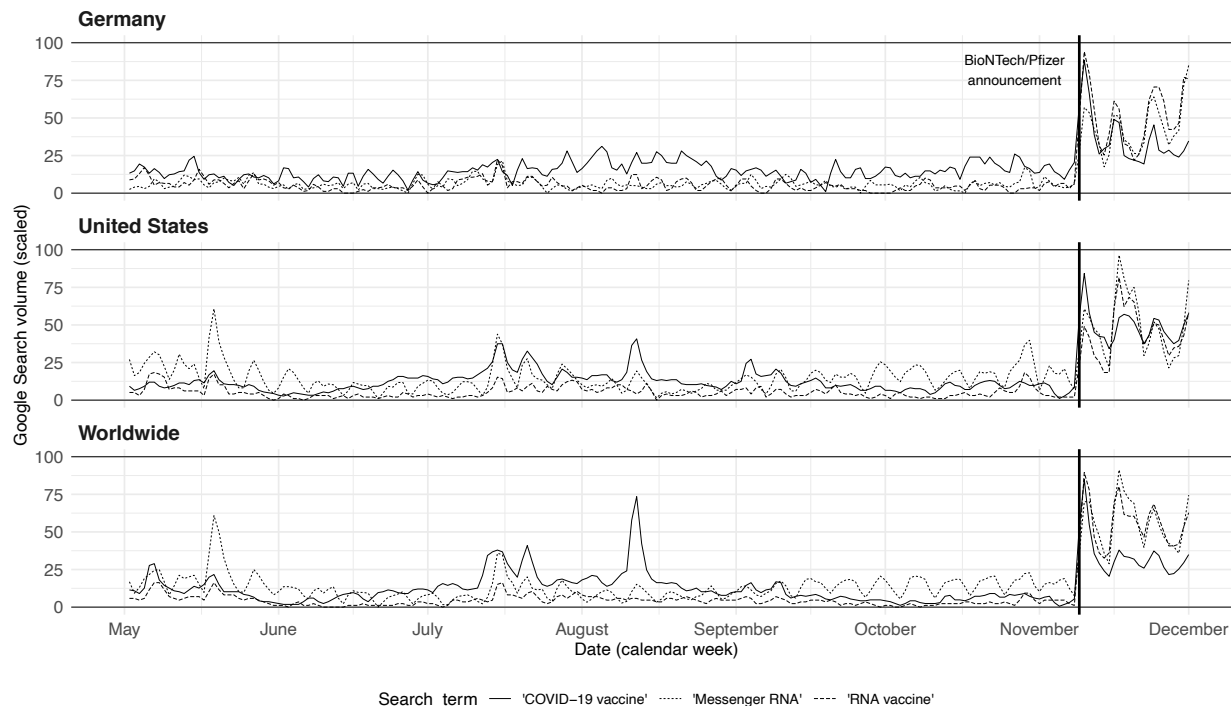 Germany
100
75
50
25
0
BioNTech/Pfizer
announcement
United States
100
75
50
25
0
Worldwide
100
75
50
25
0
Google Search volume (scaled)
May June July August September October November December
Date (calendar week)
Search term 'COVID−19 vaccine' 'Messenger RNA' 'RNA vaccine'